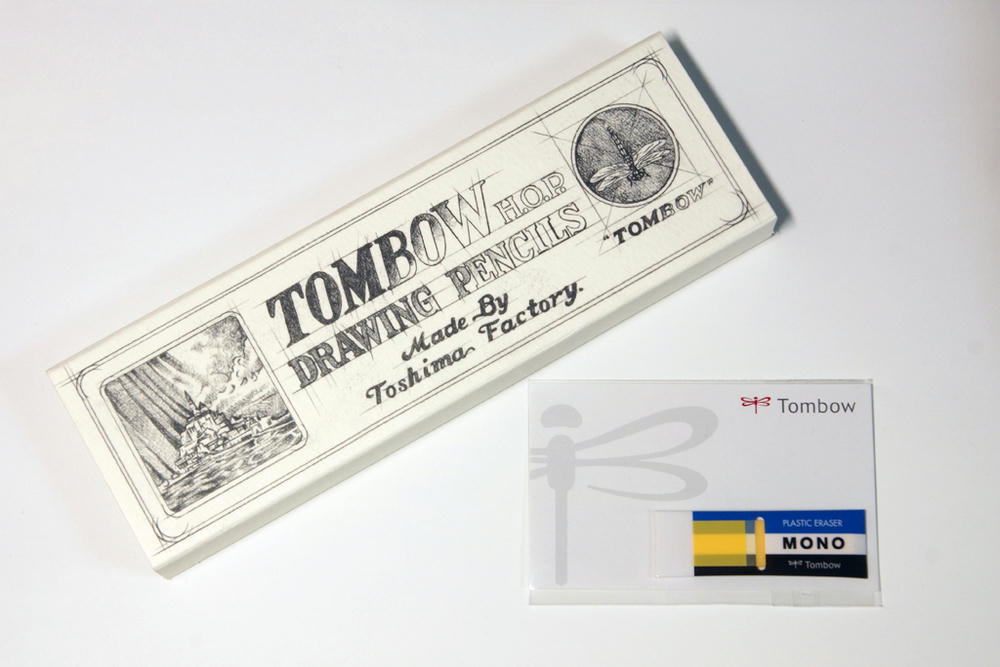 TOMBOW H.O.P.
DRAWING PENCILS
Made By
Toshima Factory.
"TOMBOW"
Tombow
PLASTIC ERASER
MONO
Tombow